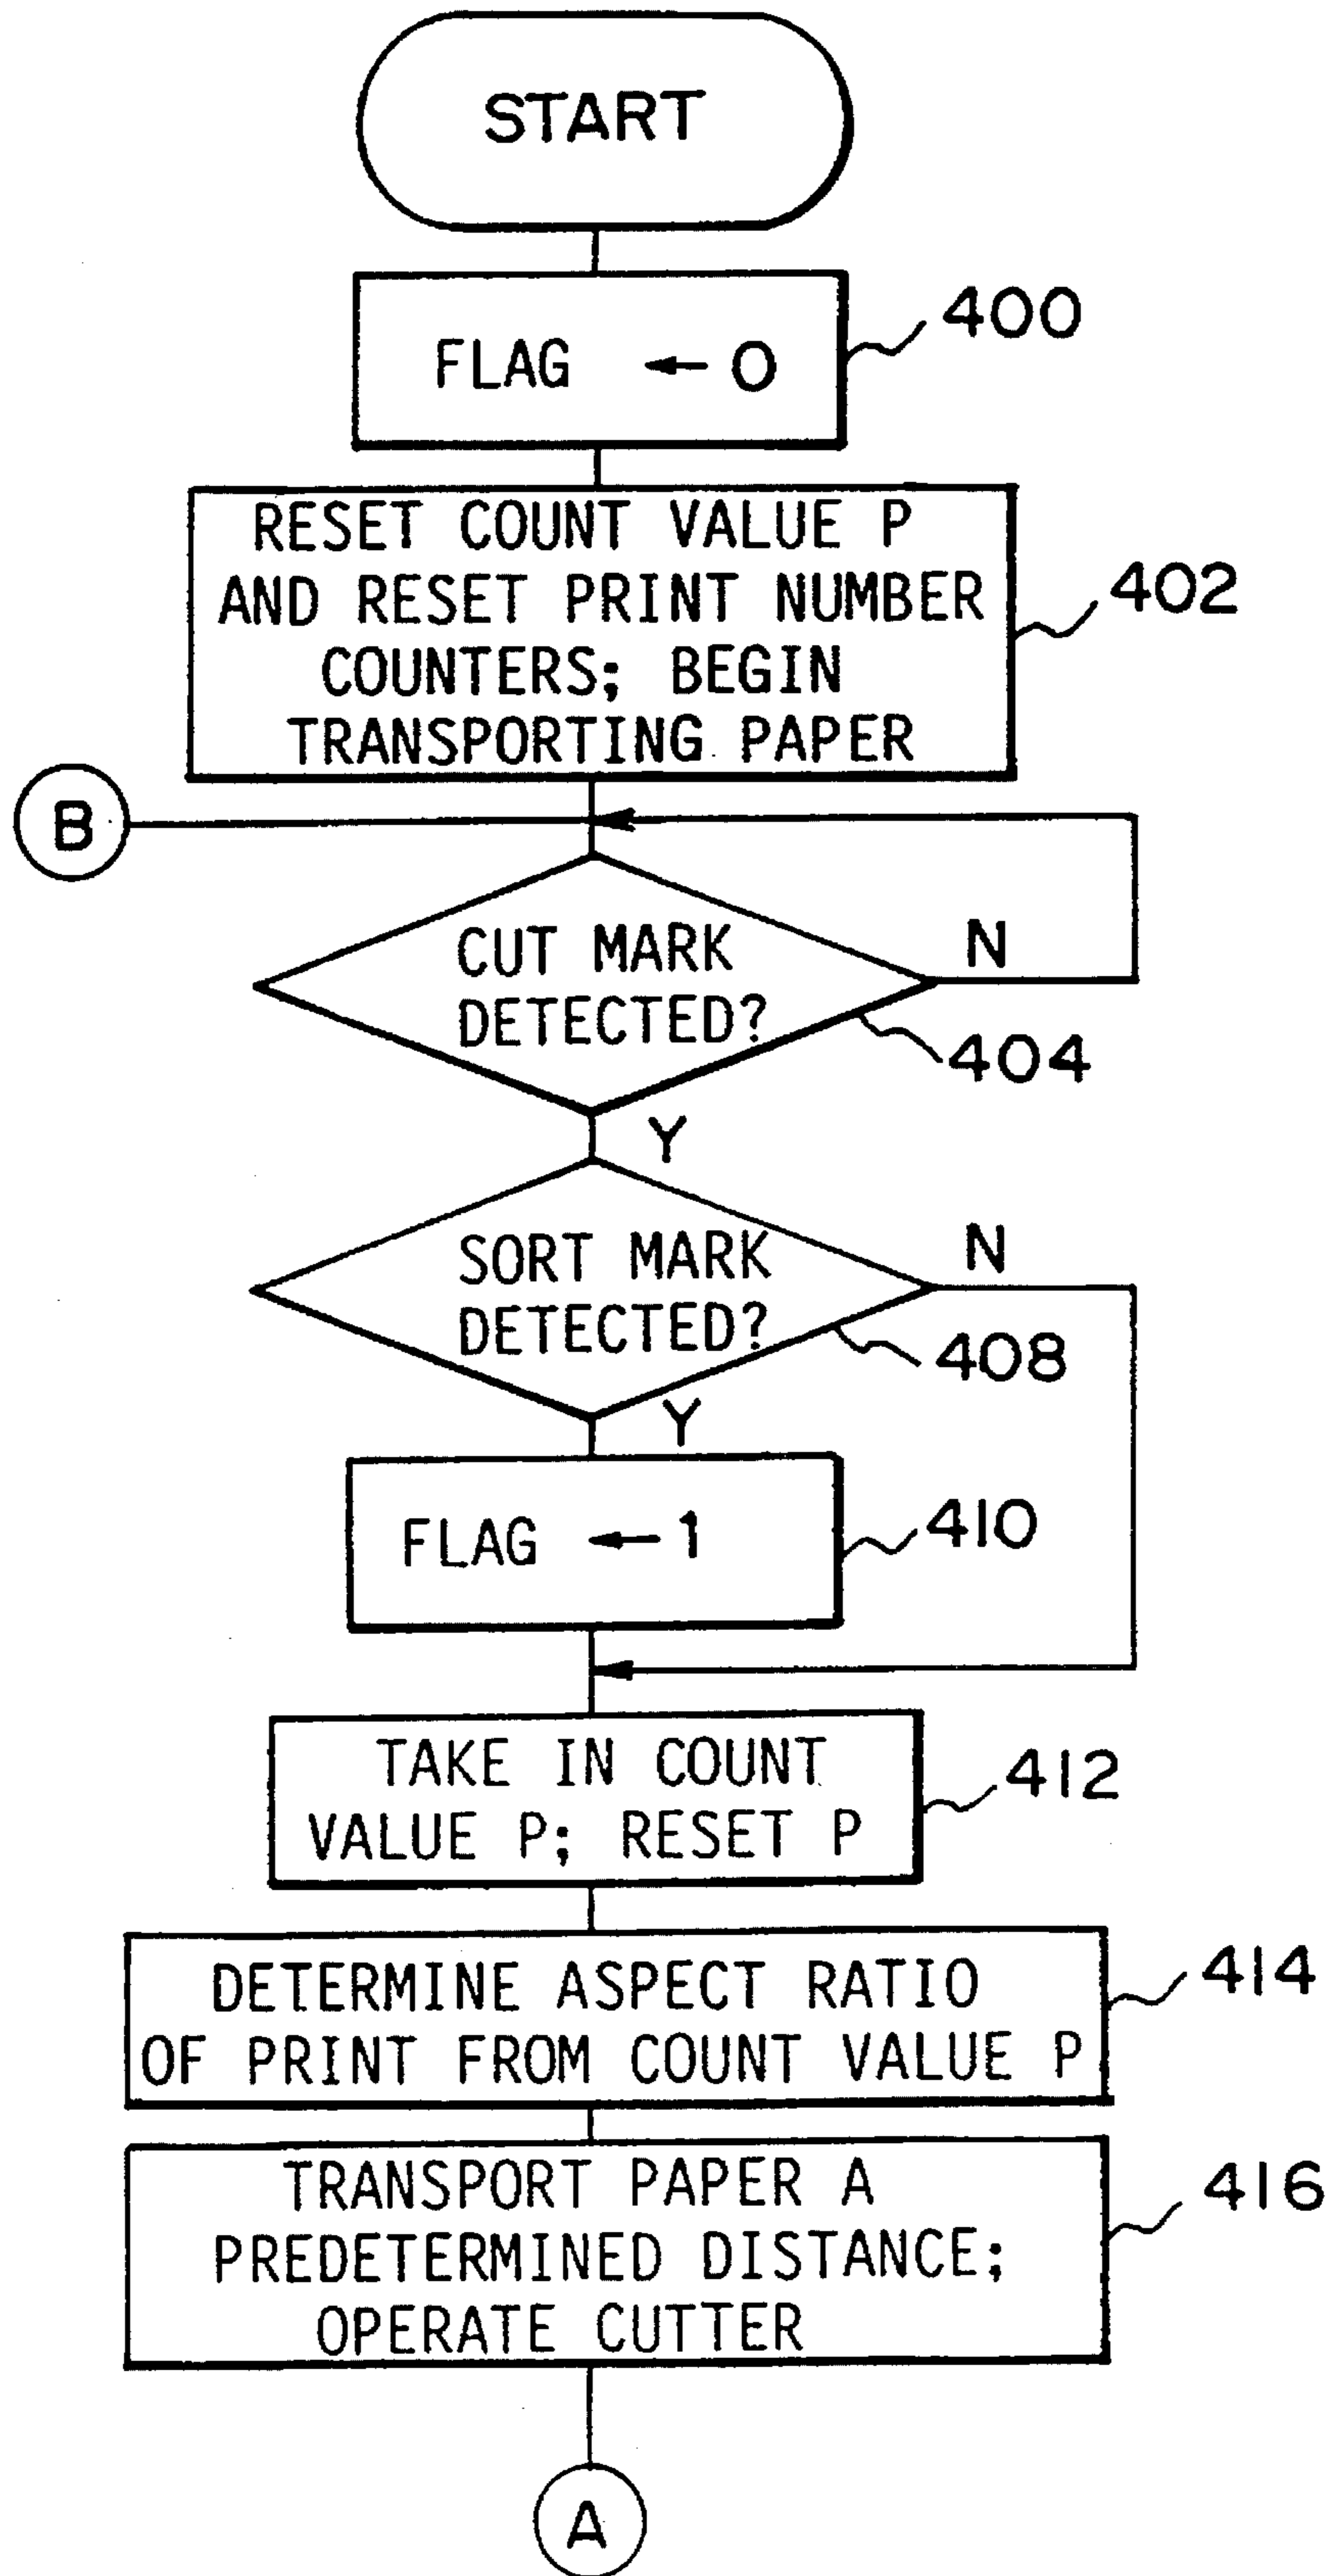 START
FLAG ← 0
400
RESET COUNT VALUE P
AND RESET PRINT NUMBER
COUNTERS; BEGIN
TRANSPORTING PAPER
402
B
CUT MARK
DETECTED?
N
404
Y
SORT MARK
DETECTED?
N
408
Y
FLAG ← 1
410
TAKE IN COUNT
VALUE P; RESET P
412
DETERMINE ASPECT RATIO
OF PRINT FROM COUNT VALUE P
414
TRANSPORT PAPER A
PREDETERMINED DISTANCE;
OPERATE CUTTER
416
A